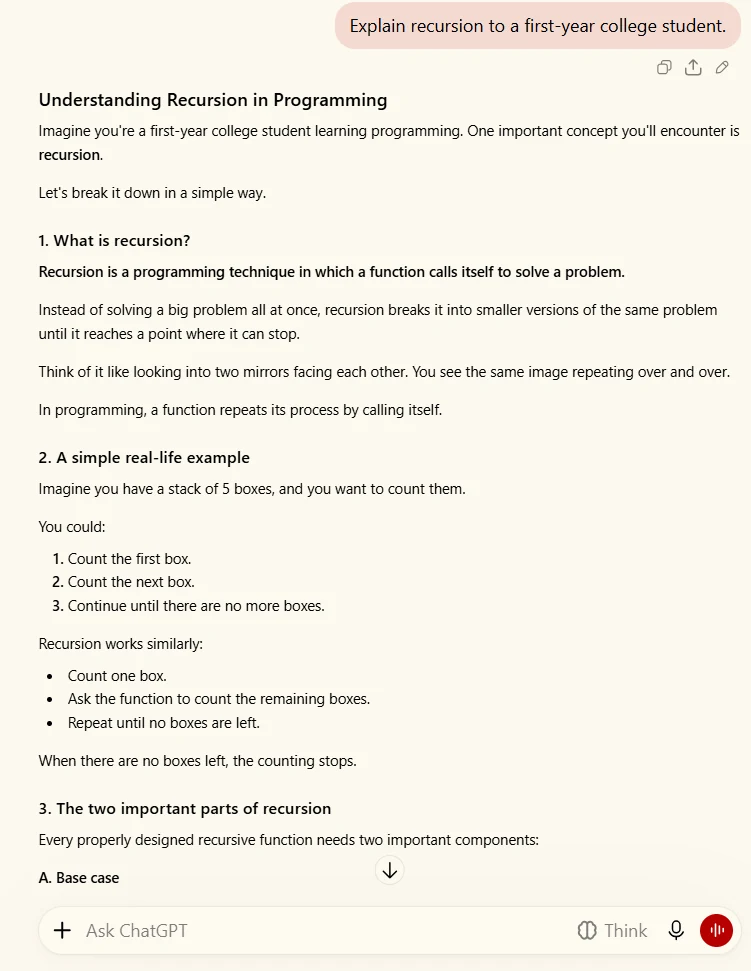 Explain recursion to a first-year college student.
Understanding Recursion in Programming
Imagine you're a first-year college student learning programming. One important concept you'll encounter is
recursion.
Let's break it down in a simple way.
1. What is recursion?
Recursion is a programming technique in which a function calls itself to solve a problem.
Instead of solving a big problem all at once, recursion breaks it into smaller versions of the same problem
until it reaches a point where it can stop.
Think of it like looking into two mirrors facing each other. You see the same image repeating over and over.
In programming, a function repeats its process by calling itself.
2. A simple real-life example
Imagine you have a stack of 5 boxes, and you want to count them.
You could:
1. Count the first box.
2. Count the next box.
3. Continue until there are no more boxes.
Recursion works similarly:
• Count one box.
• Ask the function to count the remaining boxes.
• Repeat until no boxes are left.
When there are no boxes left, the counting stops.
3. The two important parts of recursion
Every properly designed recursive function needs two important components:
A. Base case
Ask ChatGPT Think